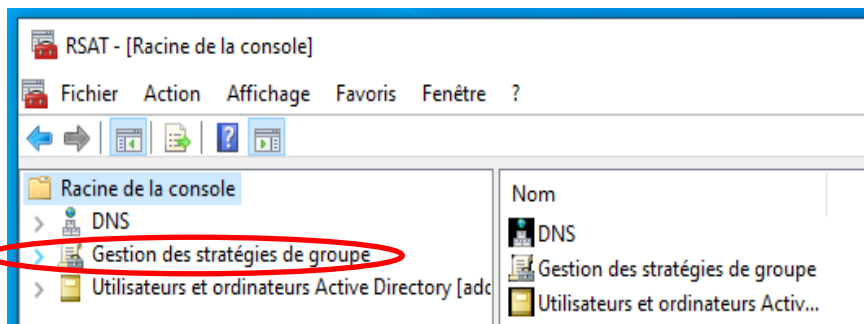 RSAT - [Racine de la console]
Fichier Action Affichage Favoris Fenêtre ?
Racine de la console
DNS
Gestion des stratégies de groupe
Utilisateurs et ordinateurs Active Directory [adc
Nom
DNS
Gestion des stratégies de groupe
Utilisateurs et ordinateurs Activ...